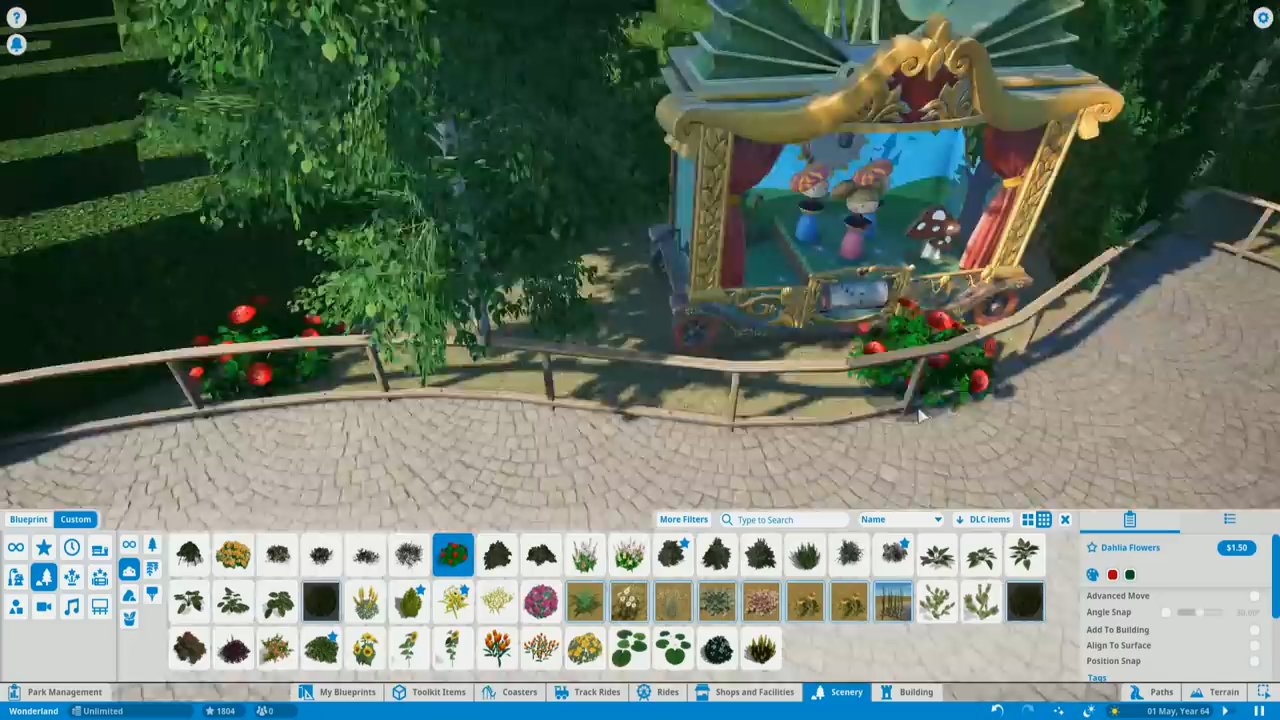 Blueprint Custom More Filters Type to Search Name DLC items
Dahlia Flowers $1.50
Advanced Move
Angle Snap
Add To Building
Align To Surface
Position Snap
Tags
Park Management My Blueprints Toolkit Items Coasters Track Rides Rides Shops and Facilities Scenery Building Paths Terrain
Wonderland Unlimited 1804 0 01 May, Year 64